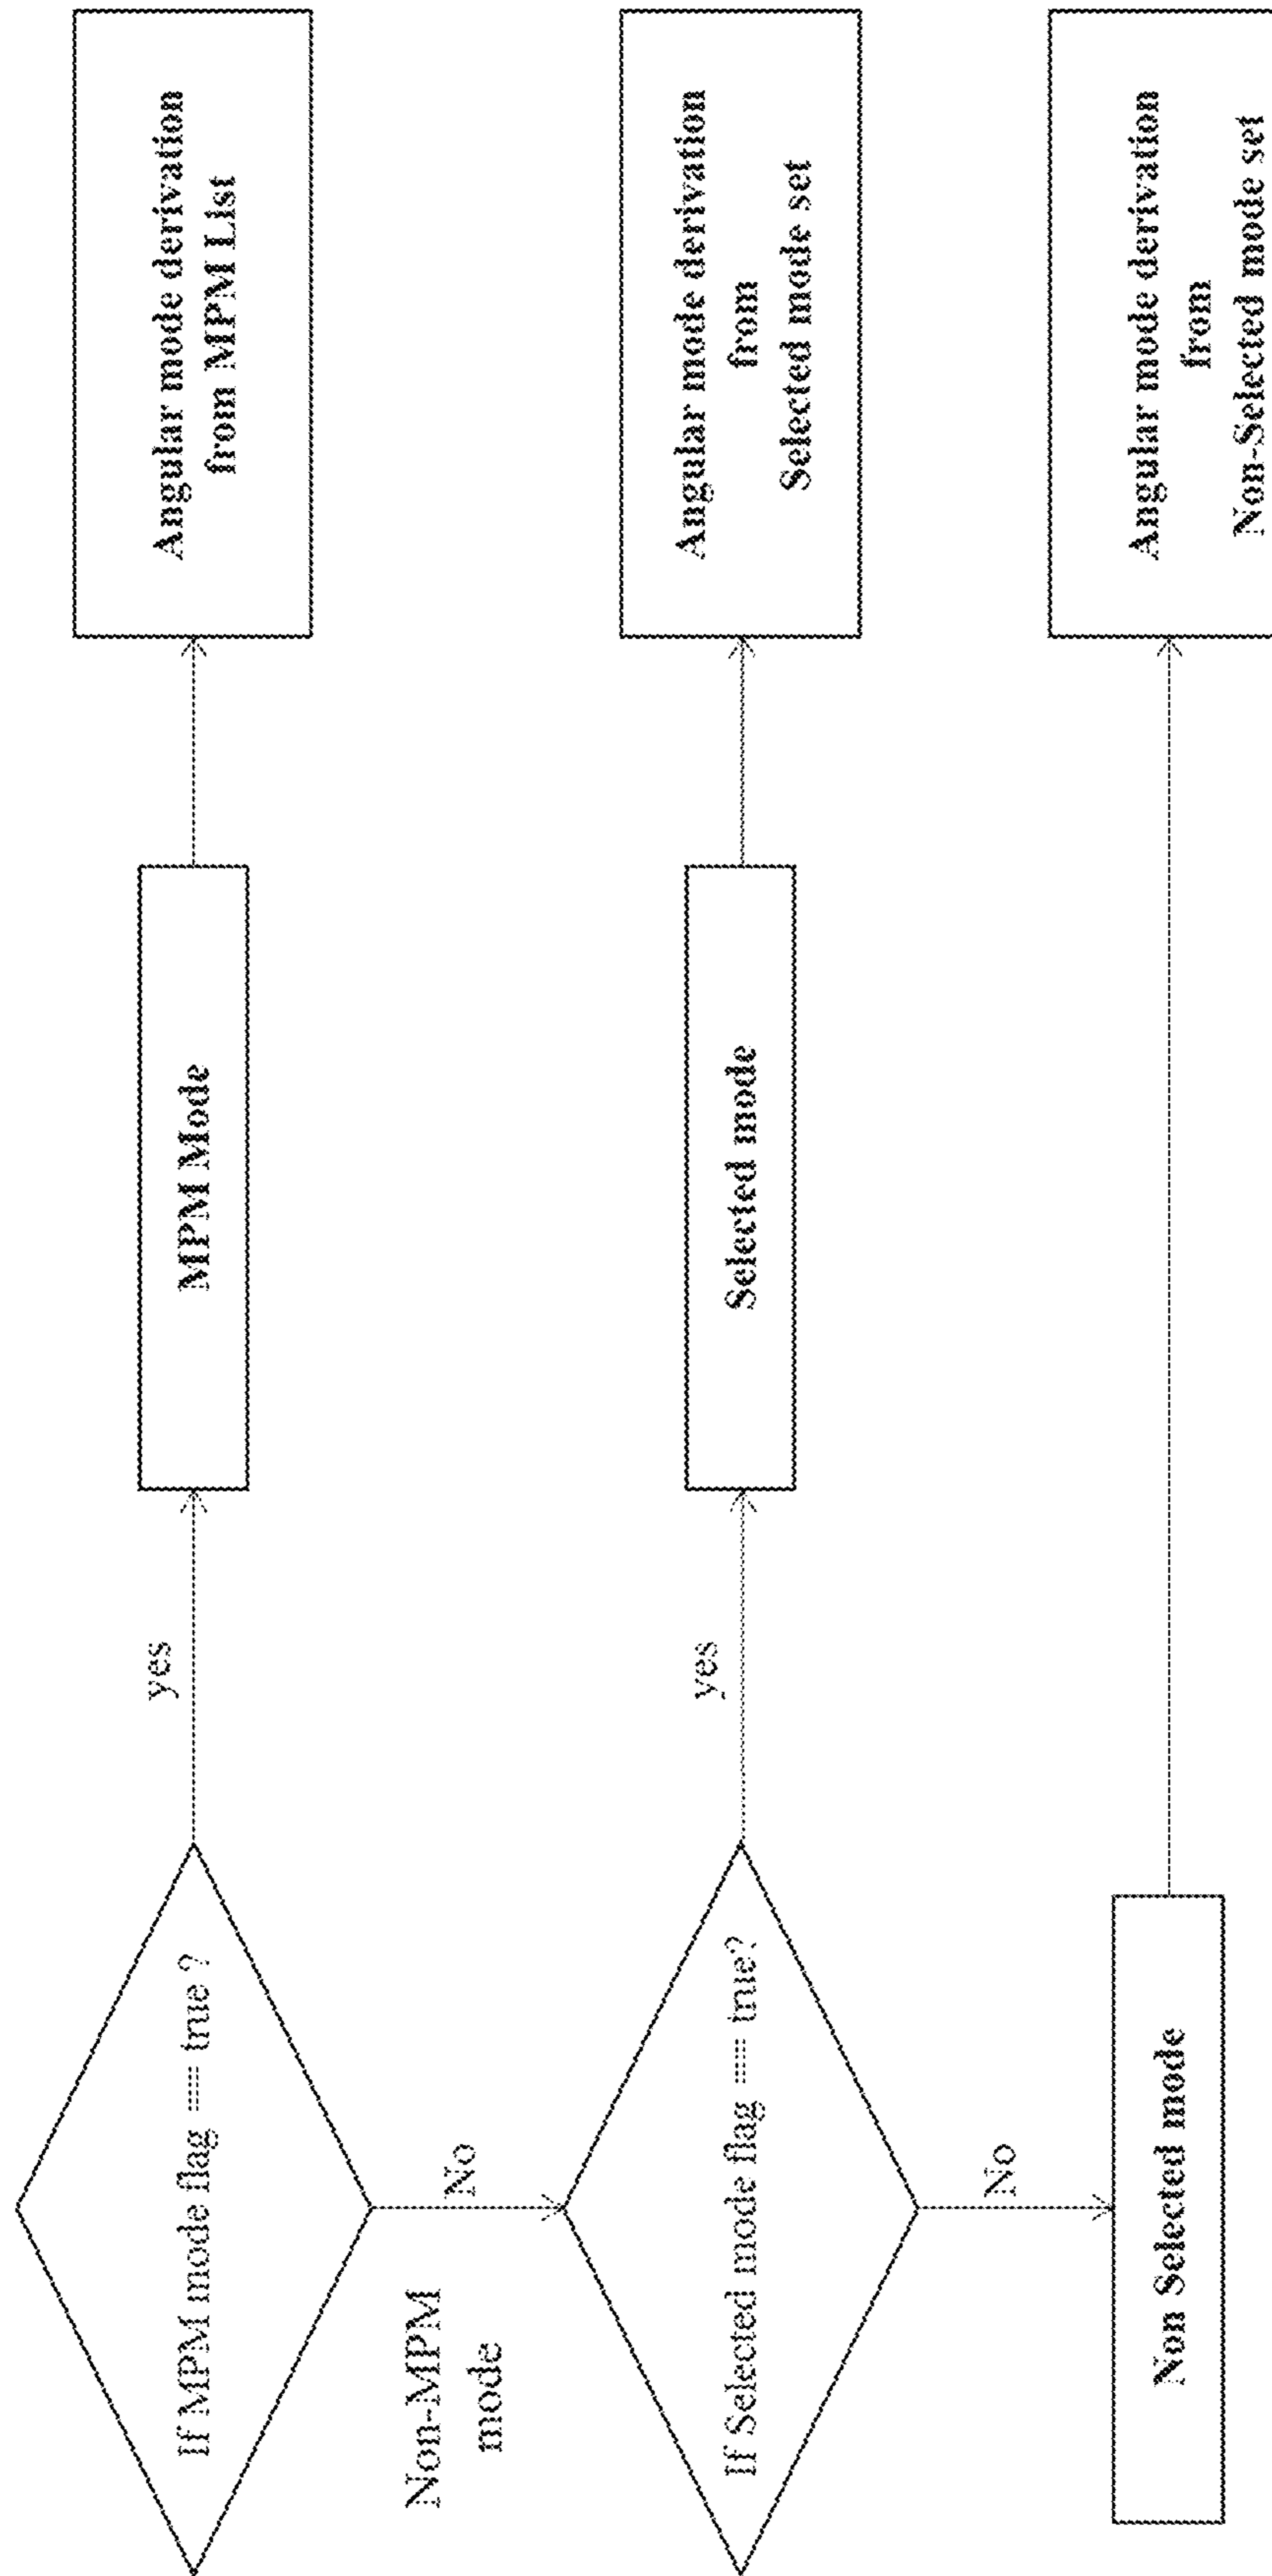 If MPM mode flag == true ?
yes
MPM Mode
Angular mode derivation
from MPM List
Non-MPM
mode
No
If Selected mode flag == true?
yes
Selected mode
Angular mode derivation
from
Selected mode set
No
Non Selected mode
Angular mode derivation
from
Non-Selected mode set